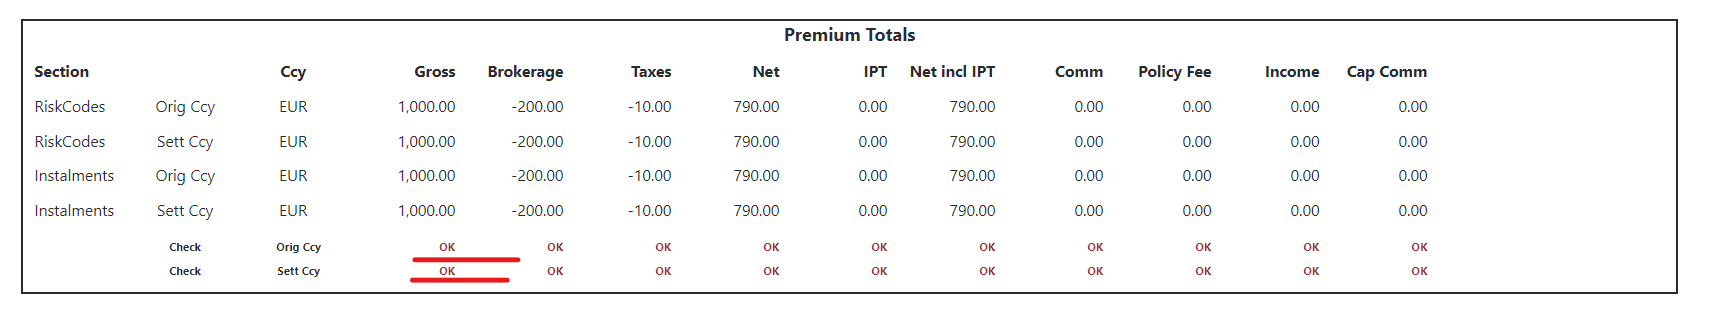 Premium Totals
Section Ccy Gross Brokerage Taxes Net IPT Net incl IPT Comm Policy Fee Income Cap Comm
RiskCodes Orig Ccy EUR 1,000.00 -200.00 -10.00 790.00 0.00 790.00 0.00 0.00 0.00 0.00
RiskCodes Sett Ccy EUR 1,000.00 -200.00 -10.00 790.00 0.00 790.00 0.00 0.00 0.00 0.00
Instalments Orig Ccy EUR 1,000.00 -200.00 -10.00 790.00 0.00 790.00 0.00 0.00 0.00 0.00
Instalments Sett Ccy EUR 1,000.00 -200.00 -10.00 790.00 0.00 790.00 0.00 0.00 0.00 0.00
Check Orig Ccy OK OK OK OK OK OK OK OK OK OK
Check Sett Ccy OK OK OK OK OK OK OK OK OK OK